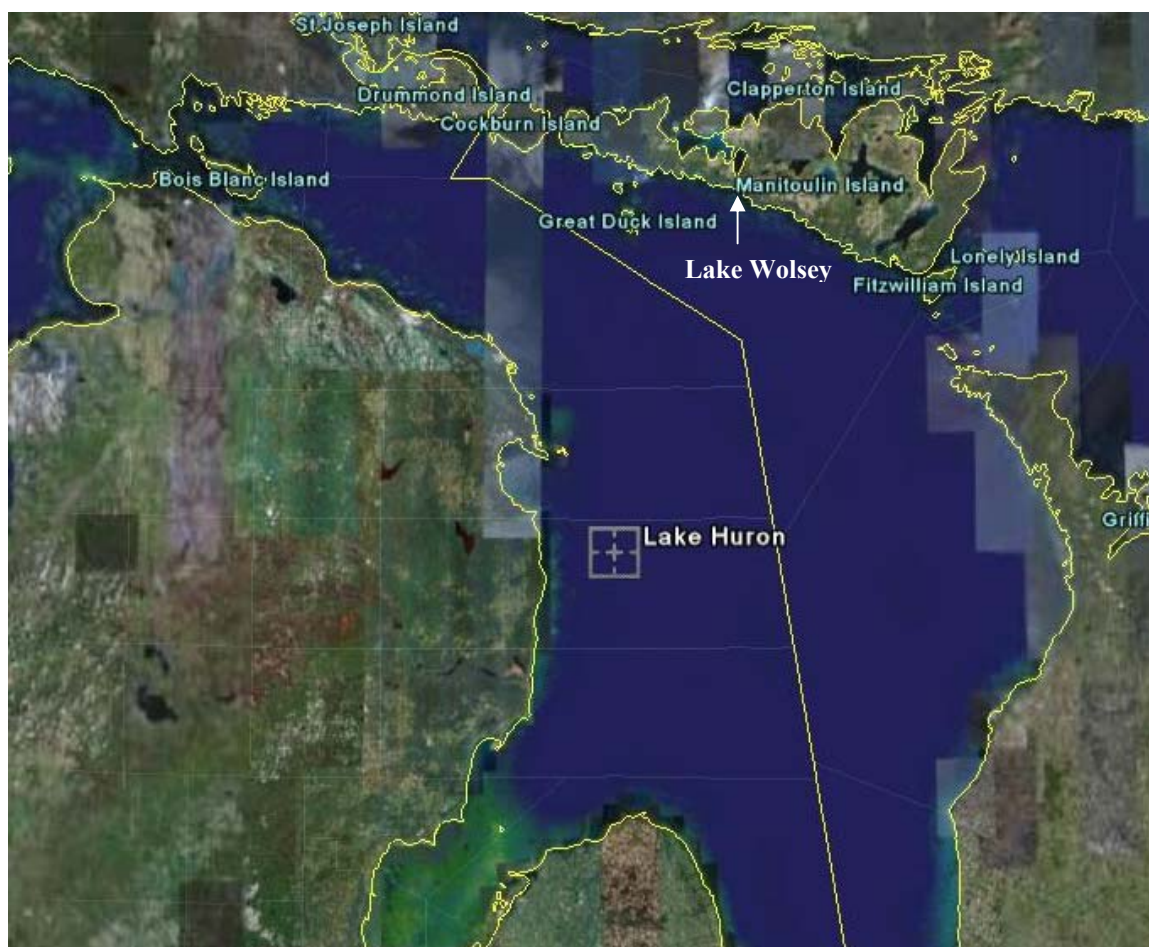 St Joseph Island
Drummond Island
Clapperton Island
Cockburn Island
Bois Blanc Island
Manitoulin Island
Great Duck Island
Lake Wolsey
Lonely Island
Fitzwilliam Island
Lake Huron
Griffi